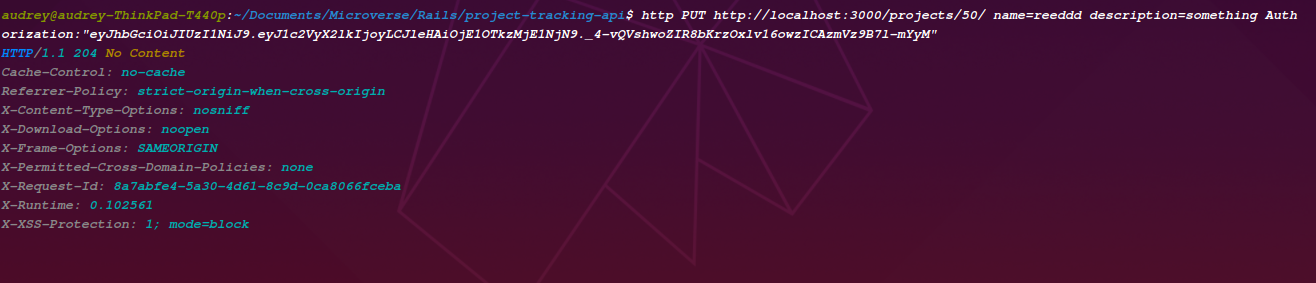 audrey@audrey-ThinkPad-T440p:~/Documents/Microverse/Rails/project-tracking-api$ http PUT http://localhost:3000/projects/50/ name=reeddd description=something Auth
orization:"eyJhbGciOiJIUzI1NiJ9.eyJ1c2VyX2lkIjoyLCJleHAiOjE1OTkzMjE1NjN9._4-vQVshwoZIR8bKrzOxlv16owzICAzmVz9B7l-mYyM"
HTTP/1.1 204 No Content
Cache-Control: no-cache
Referrer-Policy: strict-origin-when-cross-origin
X-Content-Type-Options: nosniff
X-Download-Options: noopen
X-Frame-Options: SAMEORIGIN
X-Permitted-Cross-Domain-Policies: none
X-Request-Id: 8a7abfe4-5a30-4d61-8c9d-0ca8066fceba
X-Runtime: 0.102561
X-XSS-Protection: 1; mode=block